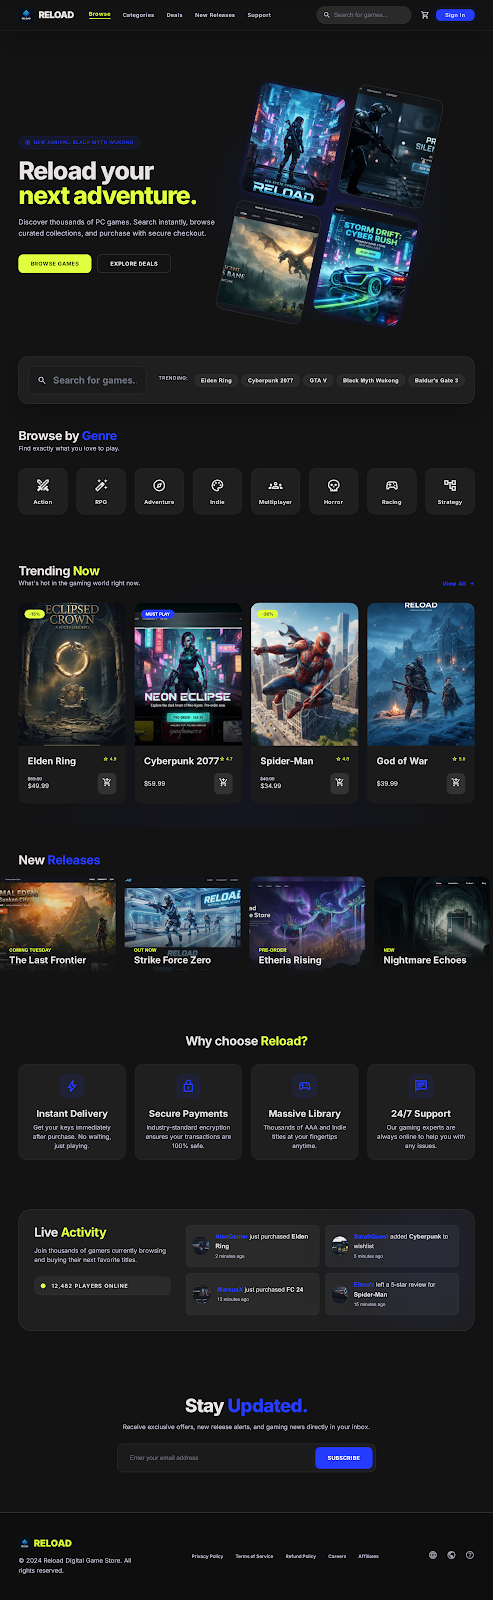 RELOAD
Browse Categories Deals New Releases Support
Search for games...
Sign In
NEW ARRIVAL: BLACK MYTH WUKONG
Reload your
next adventure.
Discover thousands of PC games. Search instantly, browse
curated collections, and purchase with secure checkout.
BROWSE GAMES
EXPLORE DEALS
RELOAD
STORM DRIFT:
CYBER RUSH
Search for games..
TRENDING:
Elden Ring
Cyberpunk 2077
GTA V
Black Myth Wukong
Baldur's Gate 3
Browse by Genre
Find exactly what you love to play.
Action
RPG
Adventure
Indie
Multiplayer
Horror
Racing
Strategy
Trending Now
What's hot in the gaming world right now.
View All →
-15%
ECLIPSED
CROWN
Elden Ring
4.9
$59.99
$49.99
MUST PLAY
NEON ECLIPSE
Cyberpunk 2077
4.7
$59.99
-30%
Spider-Man
4.8
$49.99
$34.99
RELOAD
God of War
5.0
$39.99
New Releases
COMING TUESDAY
The Last Frontier
RELOAD
OUT NOW
Strike Force Zero
PRE-ORDER
Etheria Rising
NEW
Nightmare Echoes
Why choose Reload?
Instant Delivery
Get your keys immediately
after purchase. No waiting,
just playing.
Secure Payments
Industry-standard encryption
ensures your transactions are
100% safe.
Massive Library
Thousands of AAA and Indie
titles at your fingertips
anytime.
24/7 Support
Our gaming experts are
always online to help you with
any issues.
Live Activity
Join thousands of gamers currently browsing
and buying their next favorite titles.
12,482 PLAYERS ONLINE
AlexGamer just purchased Elden
Ring
2 minutes ago
SarahQuest added Cyberpunk to
wishlist
5 minutes ago
MarcusX just purchased FC 24
12 minutes ago
ElenaV left a 5-star review for
Spider-Man
15 minutes ago
Stay Updated.
Receive exclusive offers, new release alerts, and gaming news directly in your inbox.
Enter your email address
SUBSCRIBE
RELOAD
© 2024 Reload Digital Game Store. All
rights reserved.
Privacy Policy
Terms of Service
Refund Policy
Careers
Affiliates